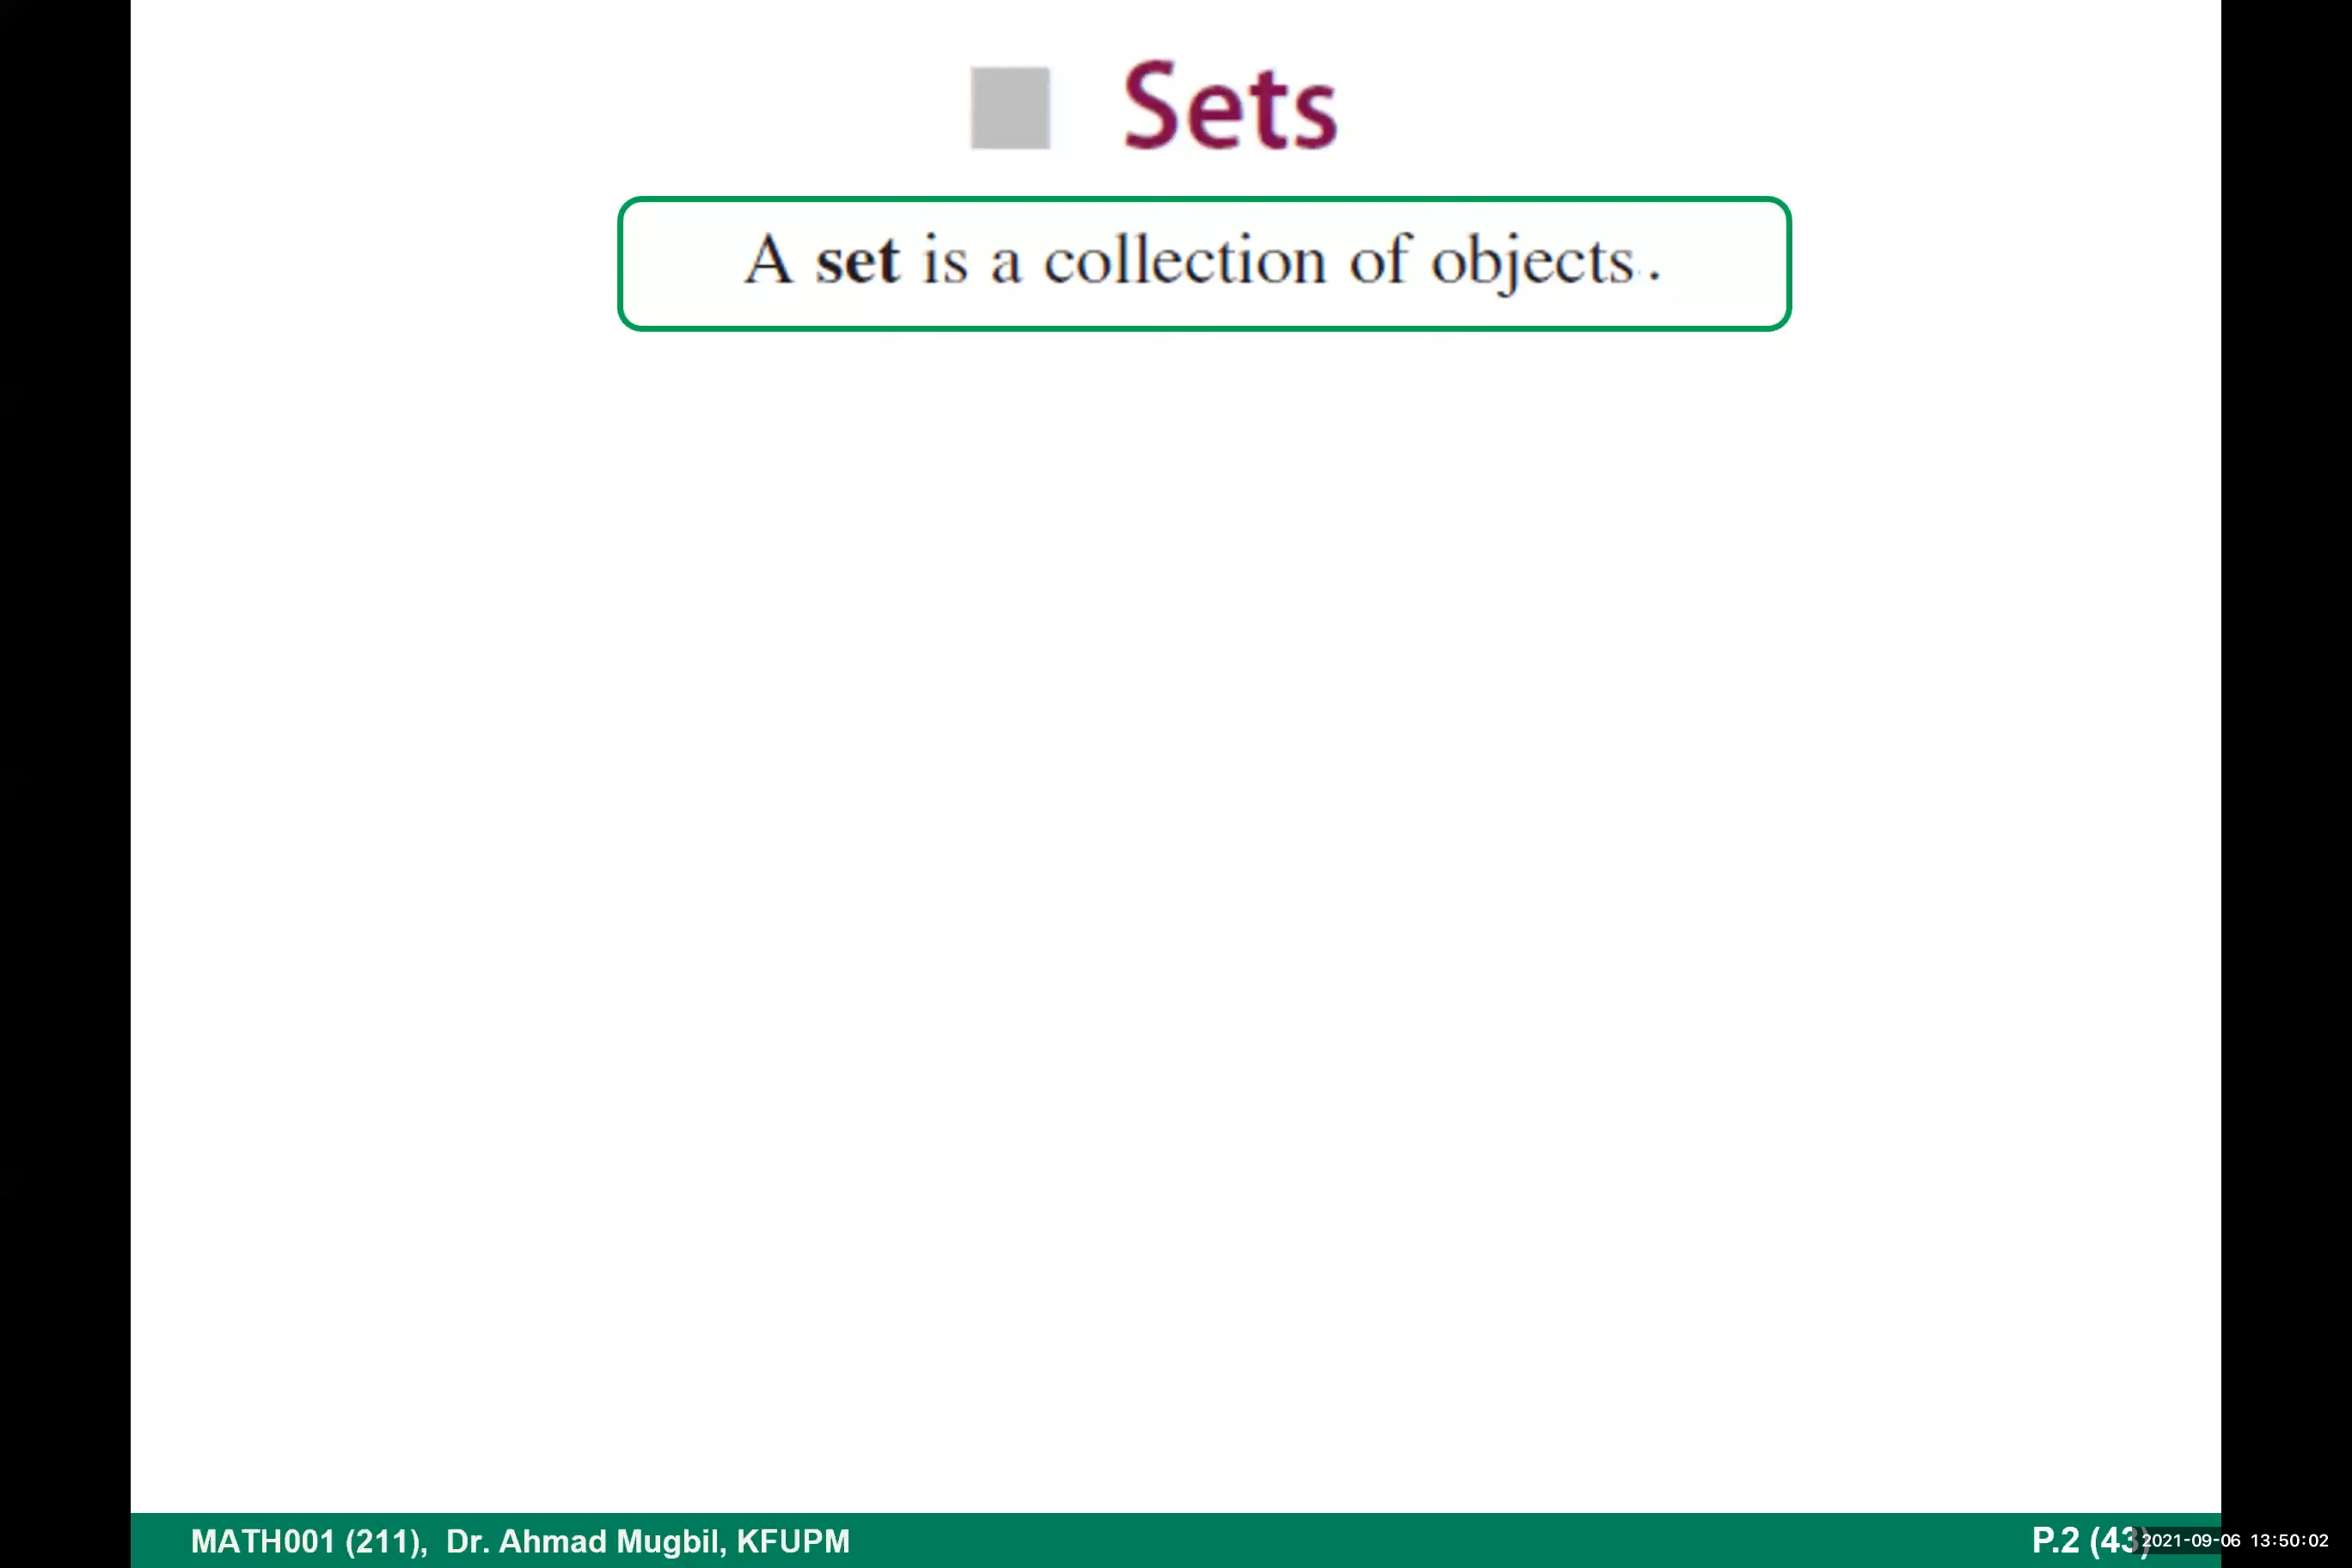 Sets
A set is a collection of objects.
MATH001 (211), Dr. Ahmad Mugbil, KFUPM
P.2 (43) 2021-09-06 13:50:02